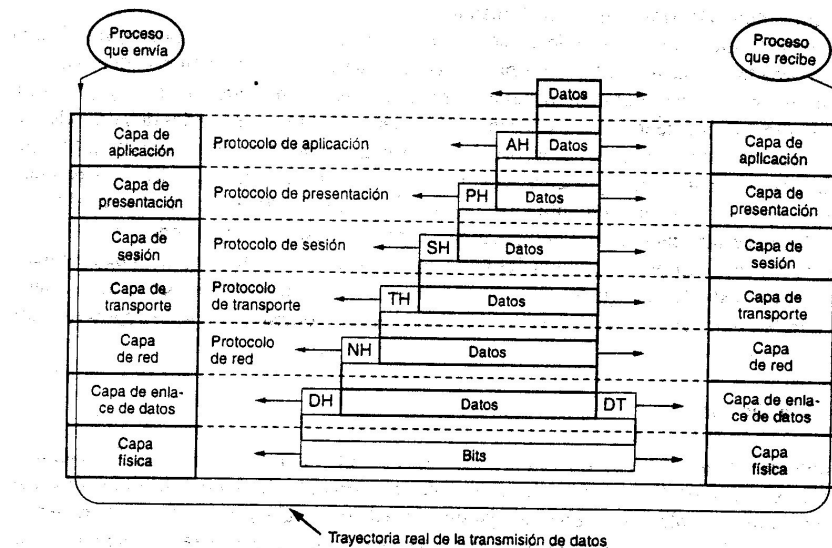 Proceso
que envía
Proceso
que recibe
Datos
Capa de
aplicación
Protocolo de aplicación
AH
Datos
Capa de
aplicación
Capa de
presentación
Protocolo de presentación
PH
Datos
Capa de
presentación
Capa de
sesión
Protocolo de sesión
SH
Datos
Capa de
sesión
Capa de
transporte
Protocolo
de transporte
TH
Datos
Capa de
transporte
Capa
de red
Protocolo
de red
NH
Datos
Capa
de red
Capa de enla-
ce de datos
DH
Datos
DT
Capa de enla-
ce de datos
Capa
física
Bits
Capa
física
Trayectoria real de la transmisión de datos